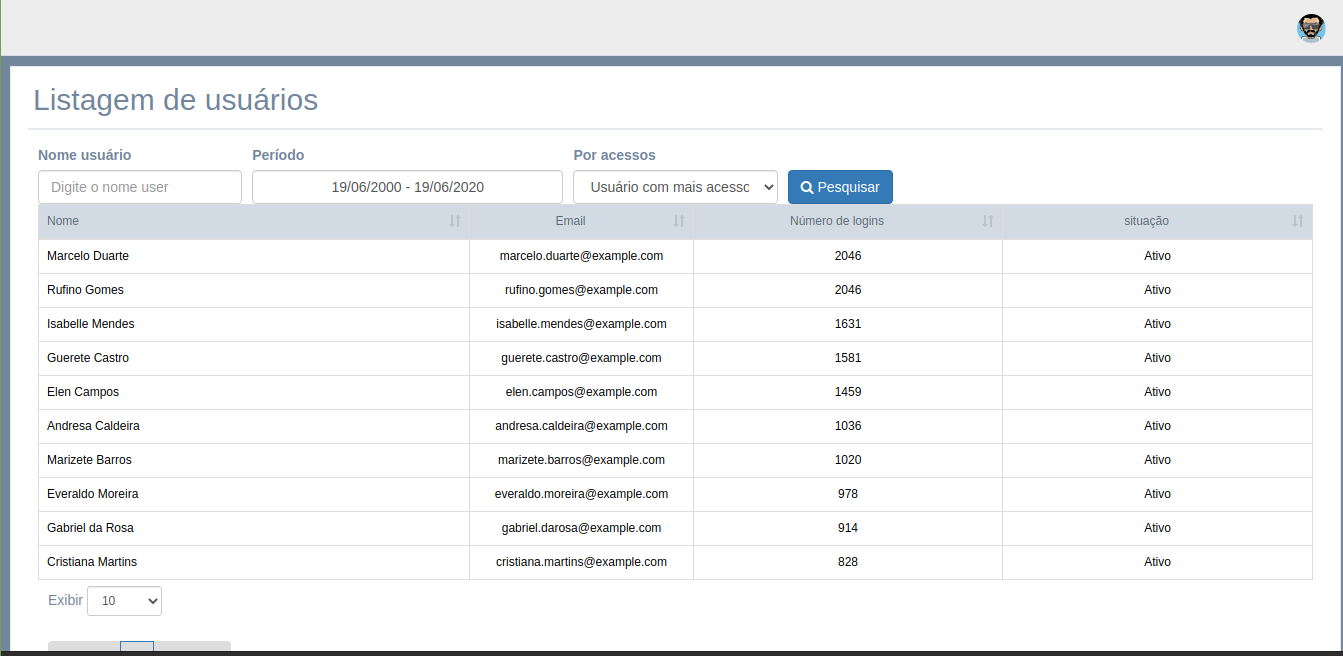 Listagem de usuários
Nome usuário Período Por acessos
Digite o nome user 19/06/2000 - 19/06/2020 Usuário com mais acesso Pesquisar
Nome Email Número de logins situação
Marcelo Duarte marcelo.duarte@example.com 2046 Ativo
Rufino Gomes rufino.gomes@example.com 2046 Ativo
Isabelle Mendes isabelle.mendes@example.com 1631 Ativo
Guerete Castro guerete.castro@example.com 1581 Ativo
Elen Campos elen.campos@example.com 1459 Ativo
Andresa Caldeira andresa.caldeira@example.com 1036 Ativo
Marizete Barros marizete.barros@example.com 1020 Ativo
Everaldo Moreira everaldo.moreira@example.com 978 Ativo
Gabriel da Rosa gabriel.darosa@example.com 914 Ativo
Cristiana Martins cristiana.martins@example.com 828 Ativo
Exibir 10